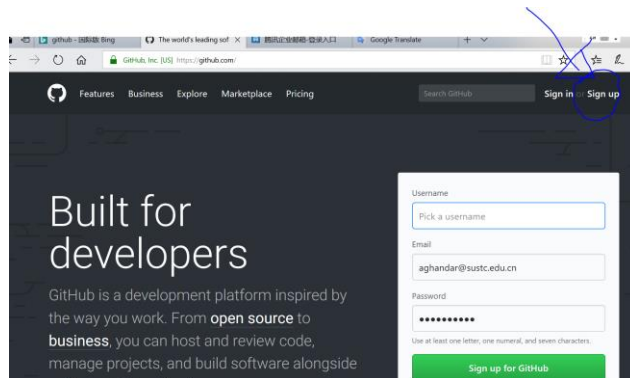 github - 国际版 Bing
The world's leading sof
腾讯企业邮箱-登录入口
Google Translate
GitHub, Inc. [US] https://github.com/
Features Business Explore Marketplace Pricing
Search GitHub
Sign in or Sign up
Built for
developers
GitHub is a development platform inspired by
the way you work. From open source to
business, you can host and review code,
manage projects, and build software alongside
Username
Pick a username
Email
aghandar@sustc.edu.cn
Password
Use at least one letter, one numeral, and seven characters.
Sign up for GitHub